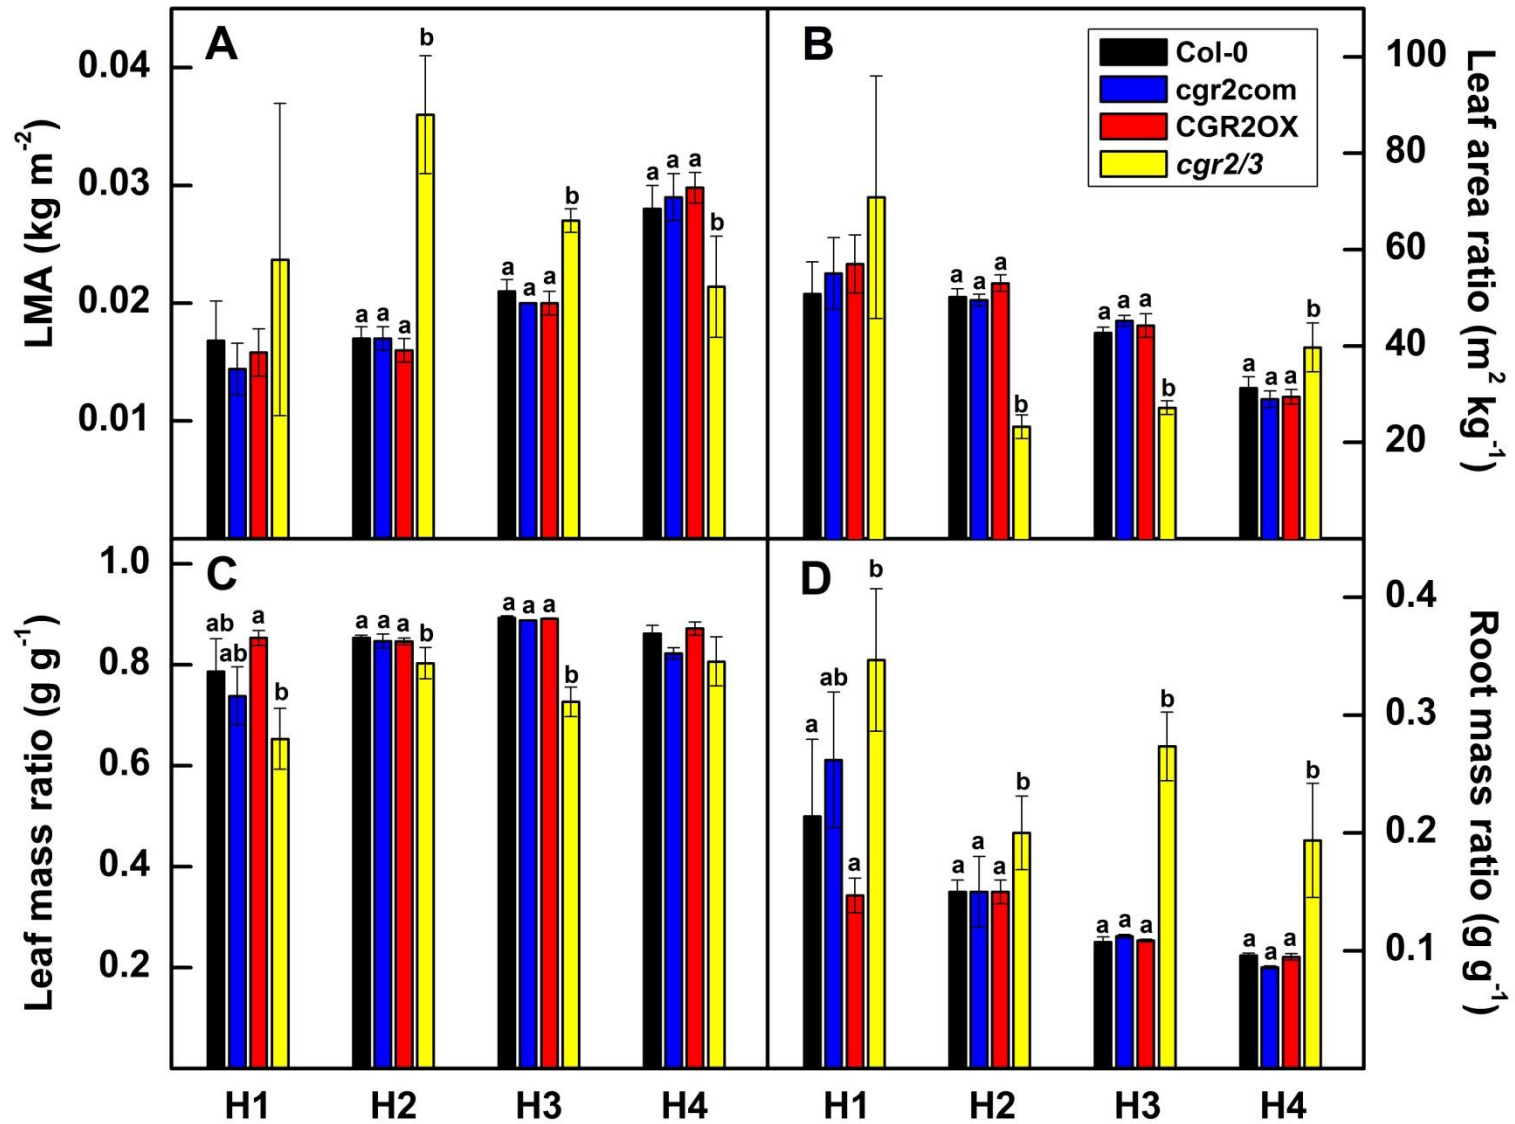 A
LMA (kg m-2)
0.04
0.03
0.02
0.01
b
a a a b
a a a b
a a a b
B
Col-0
cgr2com
CGR2OX
cgr2/3
Leaf area ratio (m2 kg-1)
100
80
60
40
20
a a a b
a a a b
a a a b
C
Leaf mass ratio (g g-1)
1.0
0.8
0.6
0.4
0.2
ab ab a b
a a a b
a a a b
H1 H2 H3 H4
D
Root mass ratio (g g-1)
0.4
0.3
0.2
0.1
a ab a b
a a a b
a a a b
a a a b
H1 H2 H3 H4